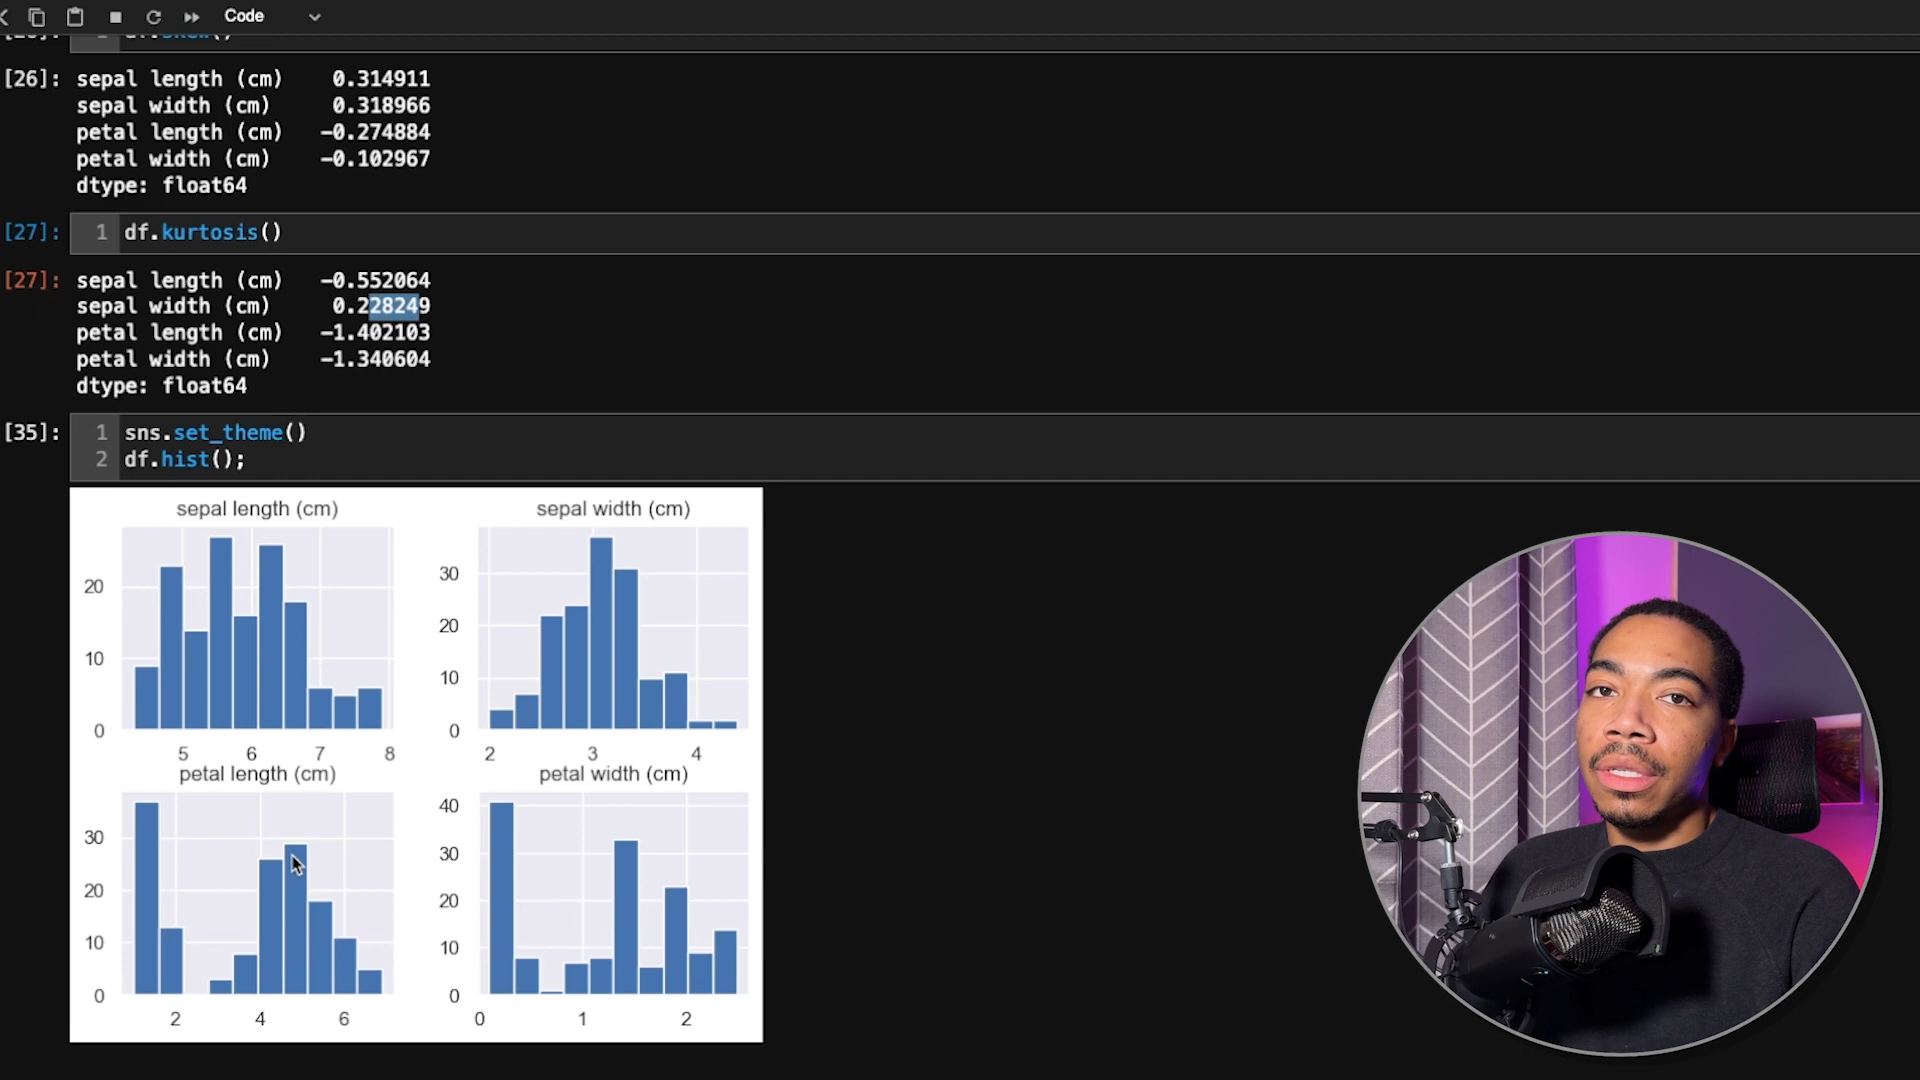 Code
[26]: sepal length (cm) 0.314911
sepal width (cm) 0.318966
petal length (cm) -0.274884
petal width (cm) -0.102967
dtype: float64
[27]: 1 df.kurtosis()
[27]: sepal length (cm) -0.552064
sepal width (cm) 0.228249
petal length (cm) -1.402103
petal width (cm) -1.340604
dtype: float64
[35]: 1 sns.set_theme()
2 df.hist();
sepal length (cm)
20
10
0
5 6 7 8
sepal width (cm)
30
20
10
0
2 3 4
petal length (cm)
30
20
10
0
2 4 6
petal width (cm)
40
30
20
10
0
0 1 2